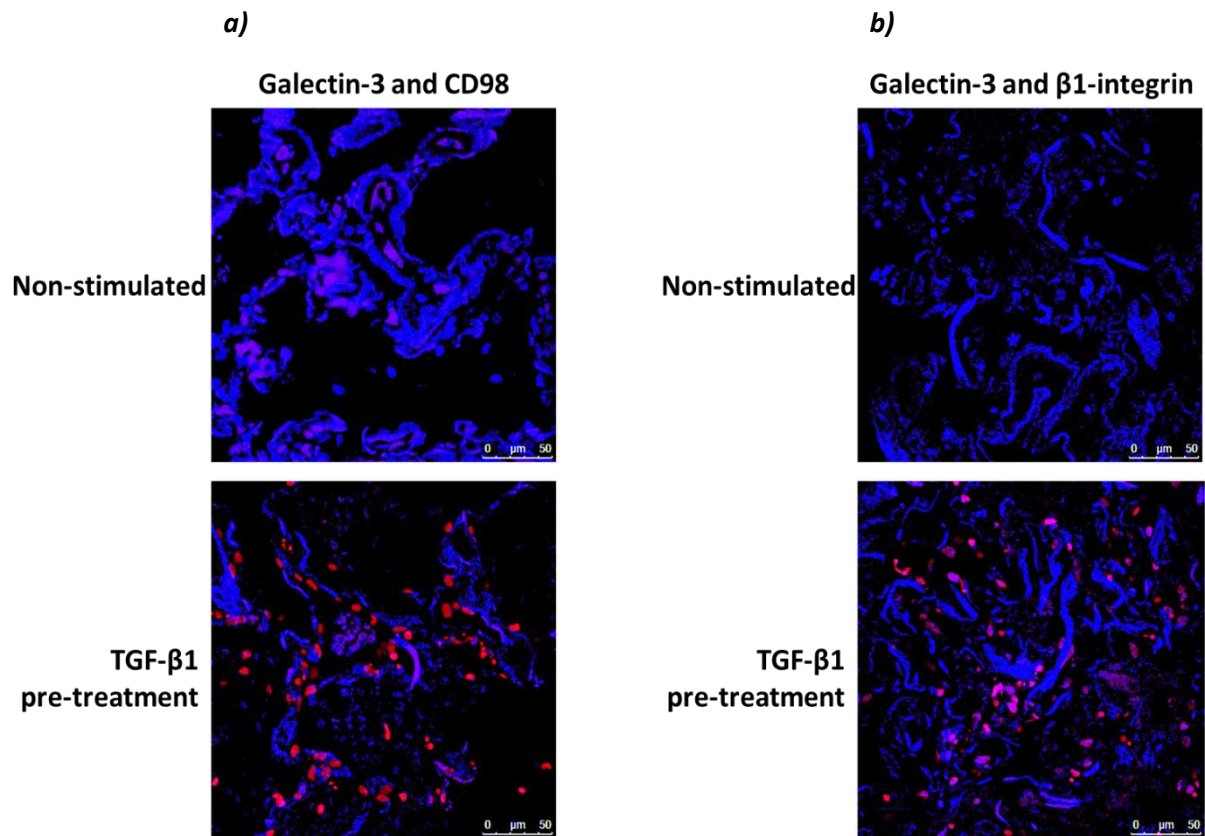 a)
b)
Galectin-3 and CD98
Galectin-3 and β1-integrin
Non-stimulated
Non-stimulated
0 µm 50
0 µm 50
TGF-β1
pre-treatment
TGF-β1
pre-treatment
0 µm 50
0 µm 50